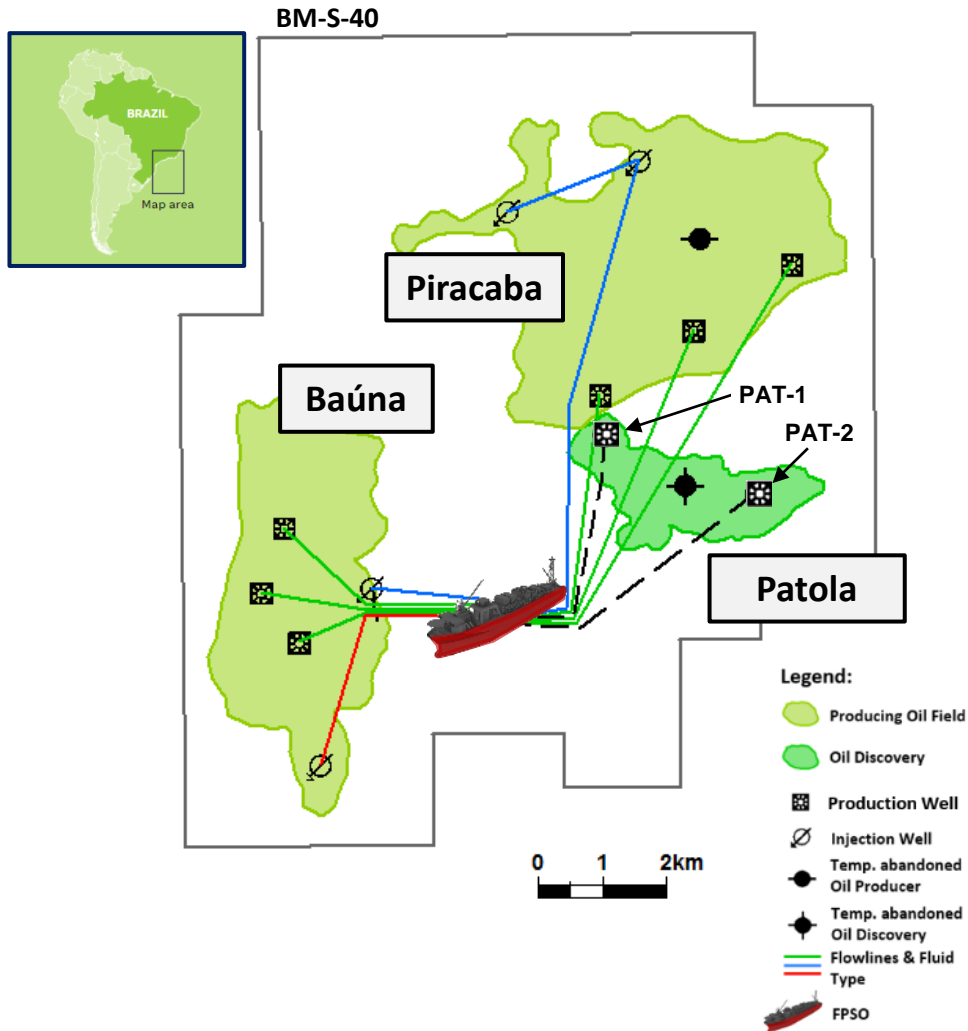 BM-S-40
BRAZIL
Map area
Piracaba
Baúna
PAT-1
PAT-2
Patola
0 1 2km
Legend:
Producing Oil Field
Oil Discovery
Production Well
Injection Well
Temp. abandoned
Oil Producer
Temp. abandoned
Oil Discovery
Flowlines & Fluid
Type
FPSO